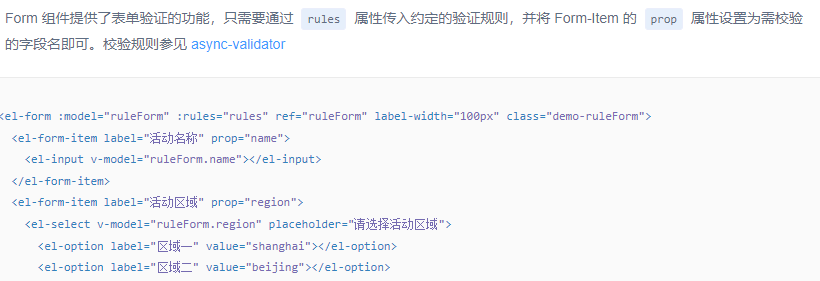 Form 组件提供了表单验证的功能，只需要通过 rules 属性传入约定的验证规则，并将 Form-Item 的 prop 属性设置为需校验
的字段名即可。校验规则参见 async-validator
<el-form :model="ruleForm" :rules="rules" ref="ruleForm" label-width="100px" class="demo-ruleForm">
  <el-form-item label="活动名称" prop="name">
    <el-input v-model="ruleForm.name"></el-input>
  </el-form-item>
  <el-form-item label="活动区域" prop="region">
    <el-select v-model="ruleForm.region" placeholder="请选择活动区域">
      <el-option label="区域一" value="shanghai"></el-option>
      <el-option label="区域二" value="beijing"></el-option>